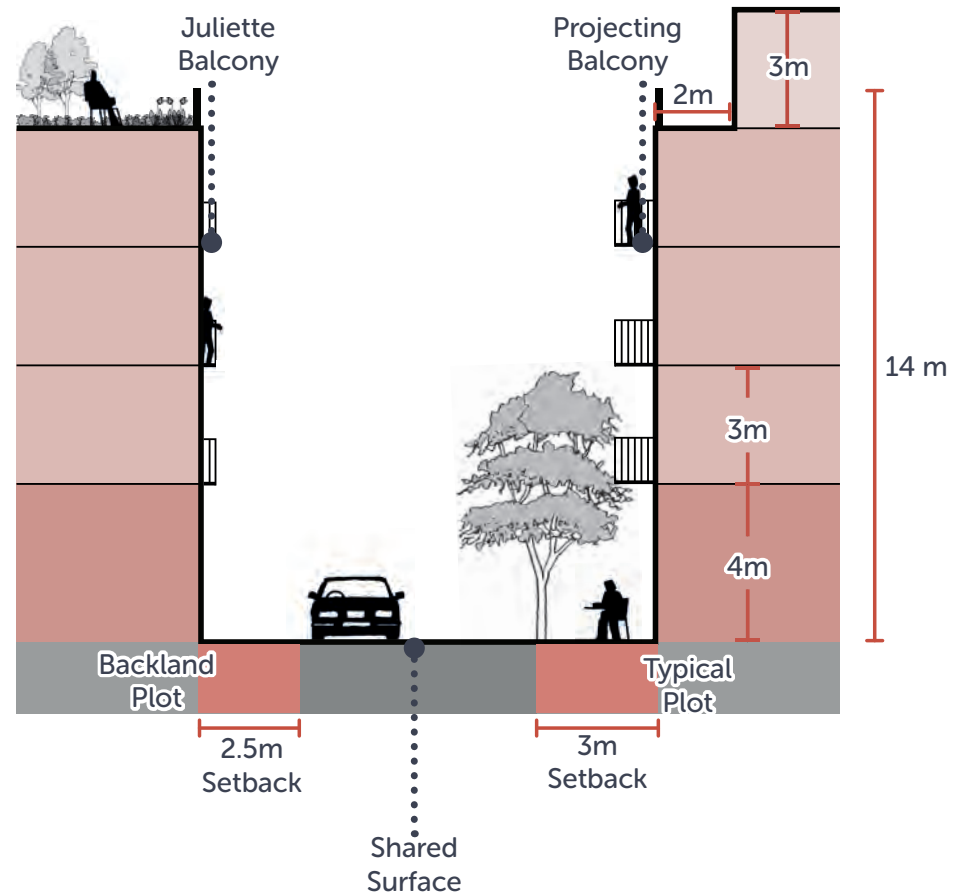 Juliette
Balcony
Projecting
Balcony
3m
2m
14 m
3m
4m
Backland
Plot
Typical
Plot
2.5m
Setback
3m
Setback
Shared
Surface